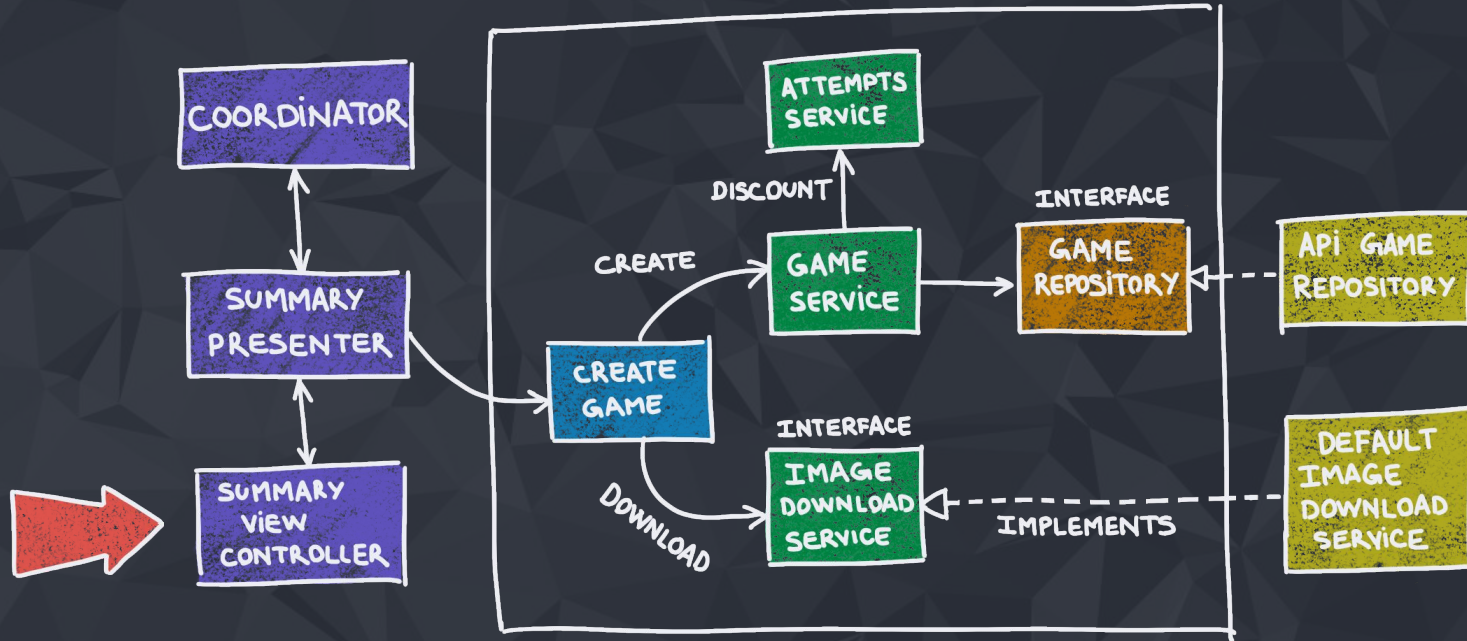 COORDINATOR
SUMMARY
PRESENTER
SUMMARY
VIEW
CONTROLLER
CREATE
GAME
CREATE
DOWNLOAD
ATTEMPTS
SERVICE
DISCOUNT
GAME
SERVICE
INTERFACE
GAME
REPOSITORY
INTERFACE
IMAGE
DOWNLOAD
SERVICE
IMPLEMENTS
API GAME
REPOSITORY
DEFAULT
IMAGE
DOWNLOAD
SERVICE